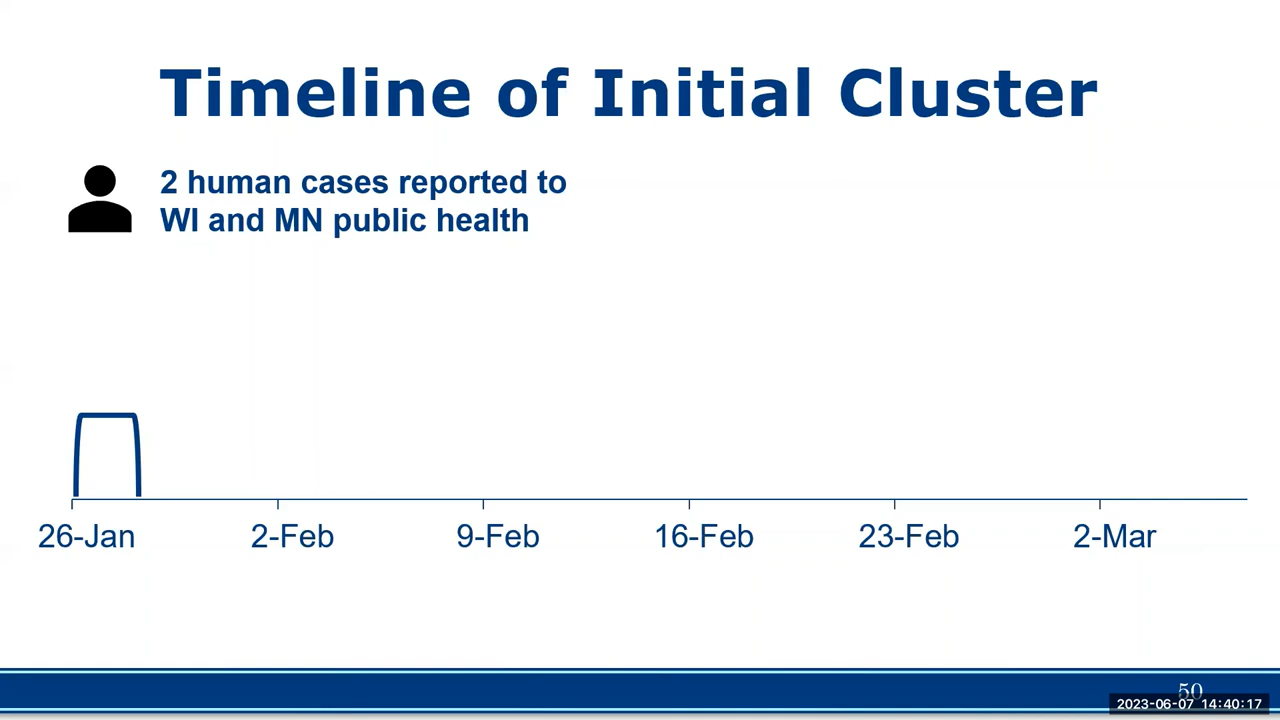 Timeline of Initial Cluster
2 human cases reported to
WI and MN public health
26-Jan 2-Feb 9-Feb 16-Feb 23-Feb 2-Mar
50
2023-06-07 14:40:17